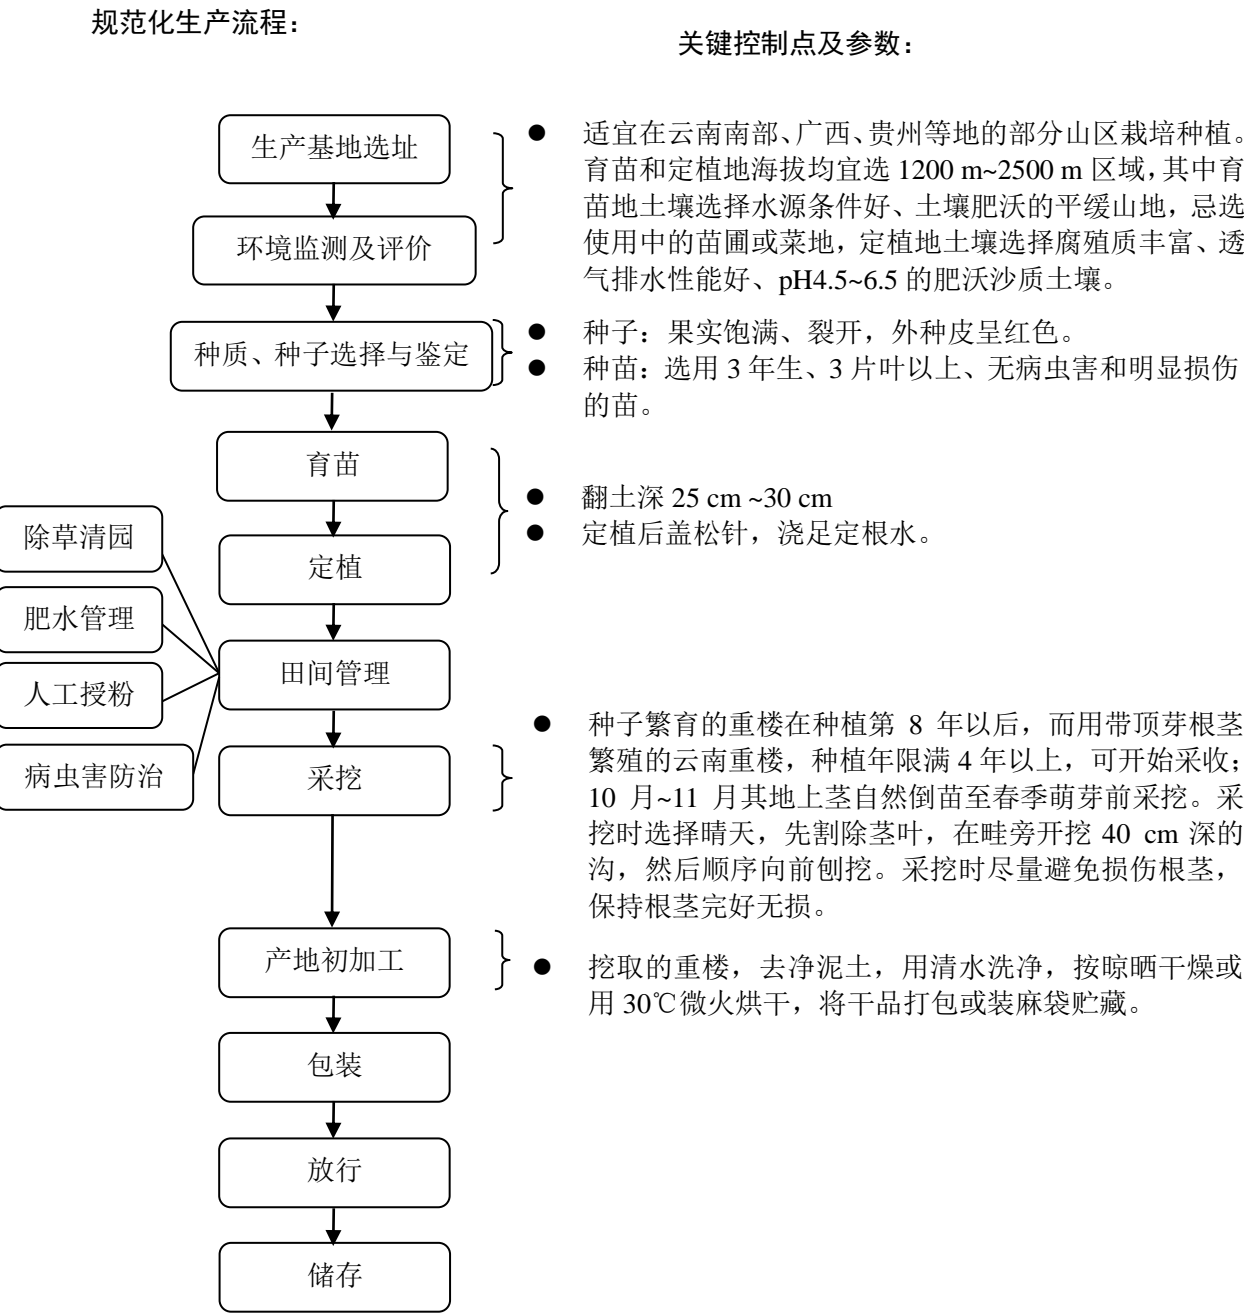 规范化生产流程：
关键控制点及参数：
生产基地选址
环境监测及评价
● 适宜在云南南部、广西、贵州等地的部分山区栽培种植。
育苗和定植地海拔均宜选 1200 m~2500 m 区域，其中育
苗地土壤选择水源条件好、土壤肥沃的平缓山地，忌选
使用中的苗圃或菜地，定植地土壤选择腐殖质丰富、透
气排水性能好、pH4.5~6.5 的肥沃沙质土壤。
种质、种子选择与鉴定
● 种子：果实饱满、裂开，外种皮呈红色。
● 种苗：选用 3 年生、3 片叶以上、无病虫害和明显损伤
的苗。
育苗
定植
● 翻土深 25 cm ~30 cm
● 定植后盖松针，浇足定根水。
除草清园
肥水管理
人工授粉
病虫害防治
田间管理
采挖
● 种子繁育的重楼在种植第 8 年以后，而用带顶芽根茎
繁殖的云南重楼，种植年限满 4 年以上，可开始采收；
10 月~11 月其地上茎自然倒苗至春季萌芽前采挖。采
挖时选择晴天，先割除茎叶，在畦旁开挖 40 cm 深的
沟，然后顺序向前刨挖。采挖时尽量避免损伤根茎，
保持根茎完好无损。
产地初加工
● 挖取的重楼，去净泥土，用清水洗净，按晾晒干燥或
用 30℃微火烘干，将干品打包或装麻袋贮藏。
包装
放行
储存